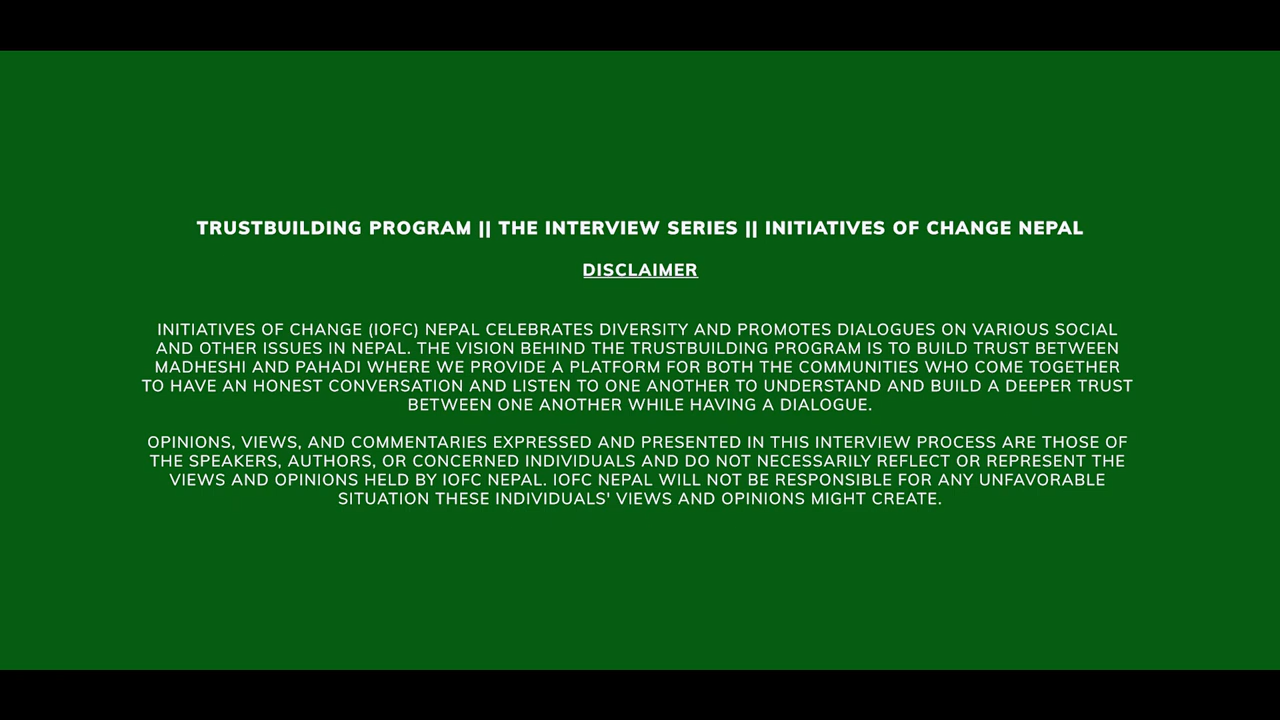 TRUSTBUILDING PROGRAM || THE INTERVIEW SERIES || INITIATIVES OF CHANGE NEPAL
DISCLAIMER
INITIATIVES OF CHANGE (IOFC) NEPAL CELEBRATES DIVERSITY AND PROMOTES DIALOGUES ON VARIOUS SOCIAL
AND OTHER ISSUES IN NEPAL. THE VISION BEHIND THE TRUSTBUILDING PROGRAM IS TO BUILD TRUST BETWEEN
MADHESHI AND PAHADI WHERE WE PROVIDE A PLATFORM FOR BOTH THE COMMUNITIES WHO COME TOGETHER
TO HAVE AN HONEST CONVERSATION AND LISTEN TO ONE ANOTHER TO UNDERSTAND AND BUILD A DEEPER TRUST
BETWEEN ONE ANOTHER WHILE HAVING A DIALOGUE.
OPINIONS, VIEWS, AND COMMENTARIES EXPRESSED AND PRESENTED IN THIS INTERVIEW PROCESS ARE THOSE OF
THE SPEAKERS, AUTHORS, OR CONCERNED INDIVIDUALS AND DO NOT NECESSARILY REFLECT OR REPRESENT THE
VIEWS AND OPINIONS HELD BY IOFC NEPAL. IOFC NEPAL WILL NOT BE RESPONSIBLE FOR ANY UNFAVORABLE
SITUATION THESE INDIVIDUALS' VIEWS AND OPINIONS MIGHT CREATE.